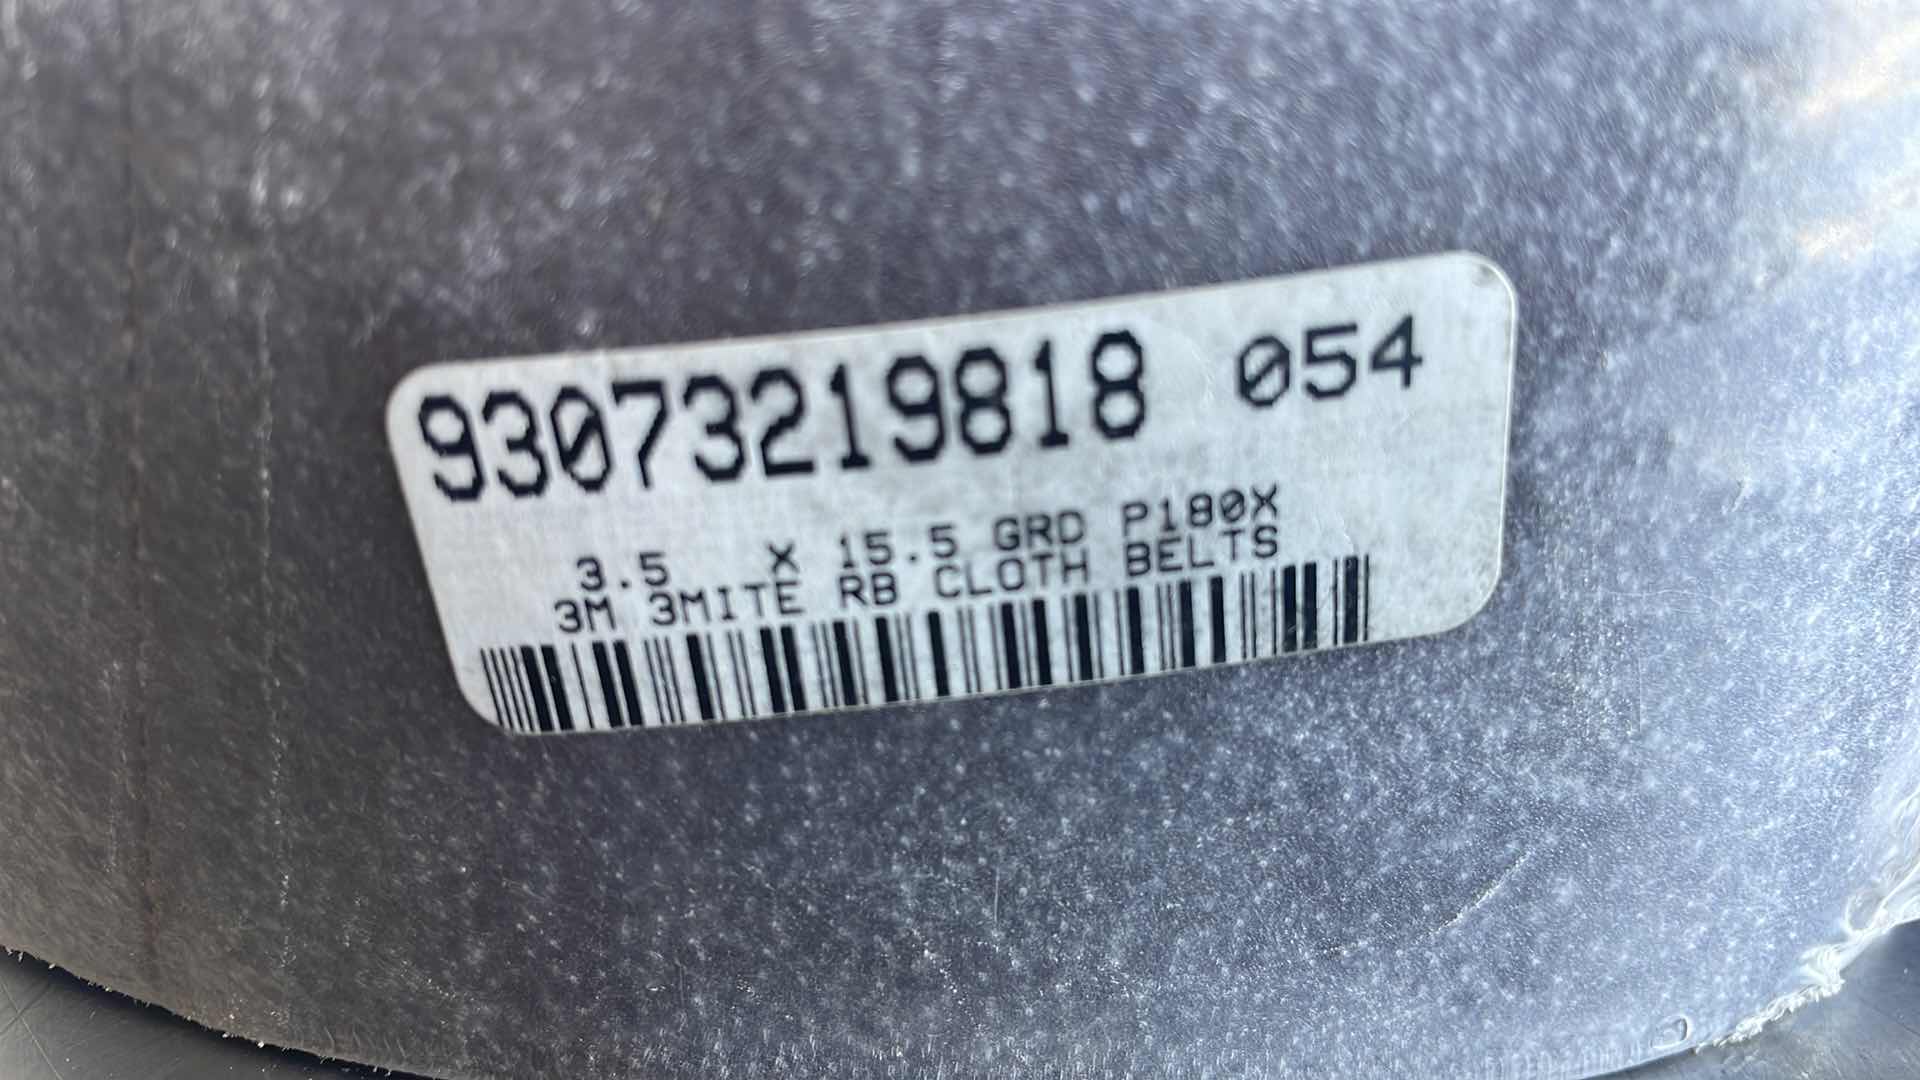 93073219818 054
3.5 X 15.5 GRD P180X
3M 3MITE RB CLOTH BELTS